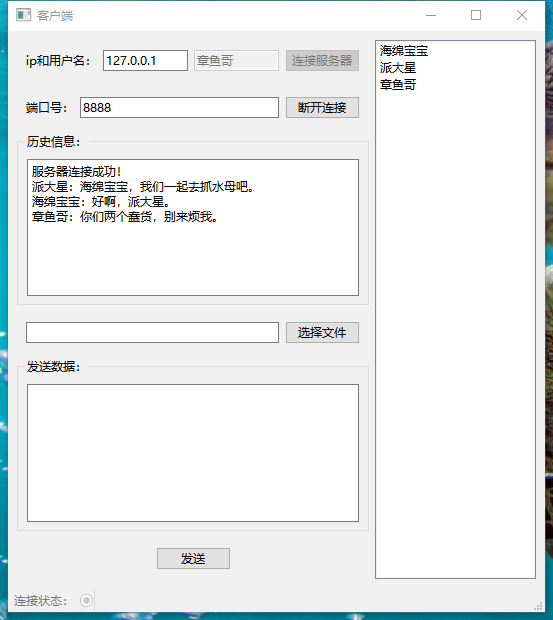 客户端
ip和用户名： 127.0.0.1 章鱼哥 连接服务器
端口号： 8888 断开连接
历史信息：
服务器连接成功！
派大星：海绵宝宝，我们一起去抓水母吧。
海绵宝宝：好啊，派大星。
章鱼哥：你们两个蠢货，别来烦我。
选择文件
发送数据：
发送
连接状态：
海绵宝宝
派大星
章鱼哥